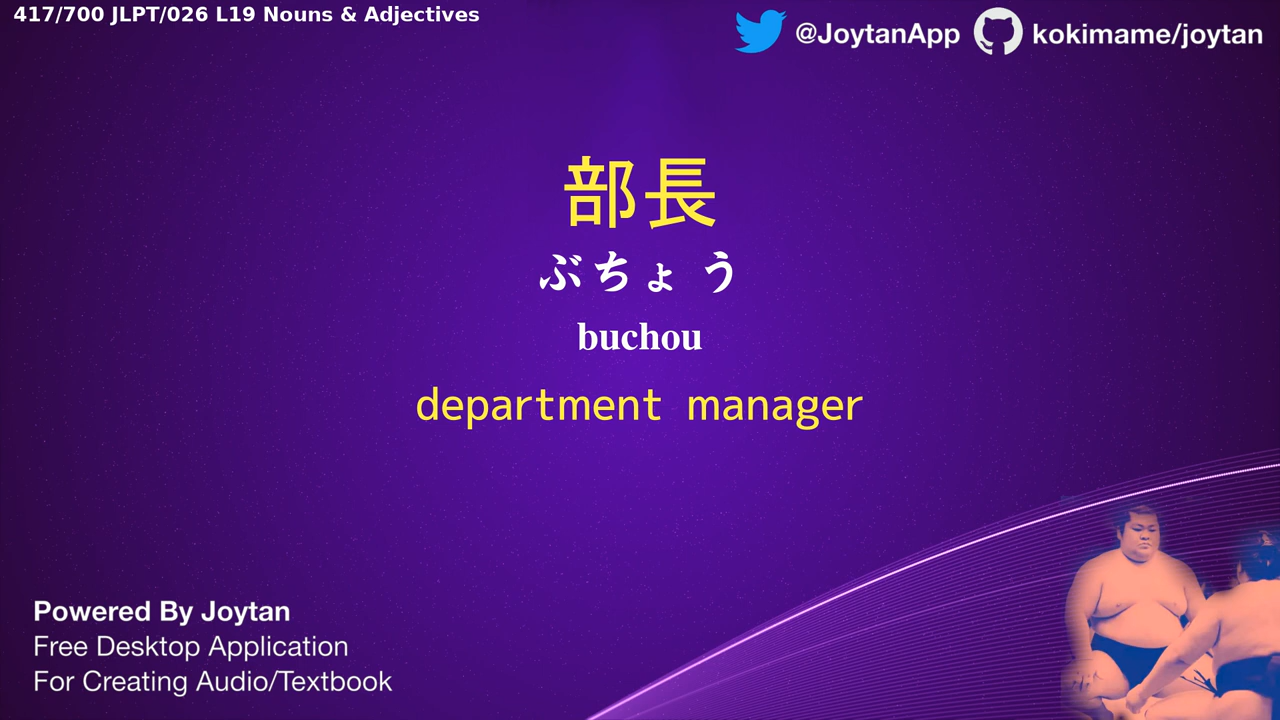 417/700 JLPT/026 L19 Nouns & Adjectives
@JoytanApp
kokimame/joytan
部長
ぶちょう
buchou
department manager
Powered By Joytan
Free Desktop Application
For Creating Audio/Textbook